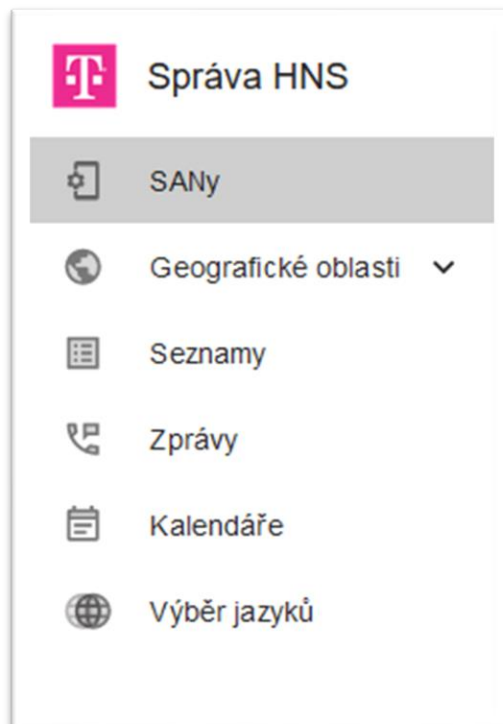 T
Správa HNS
SANy
Geografické oblasti
Seznamy
Zprávy
Kalendáře
Výběr jazyků